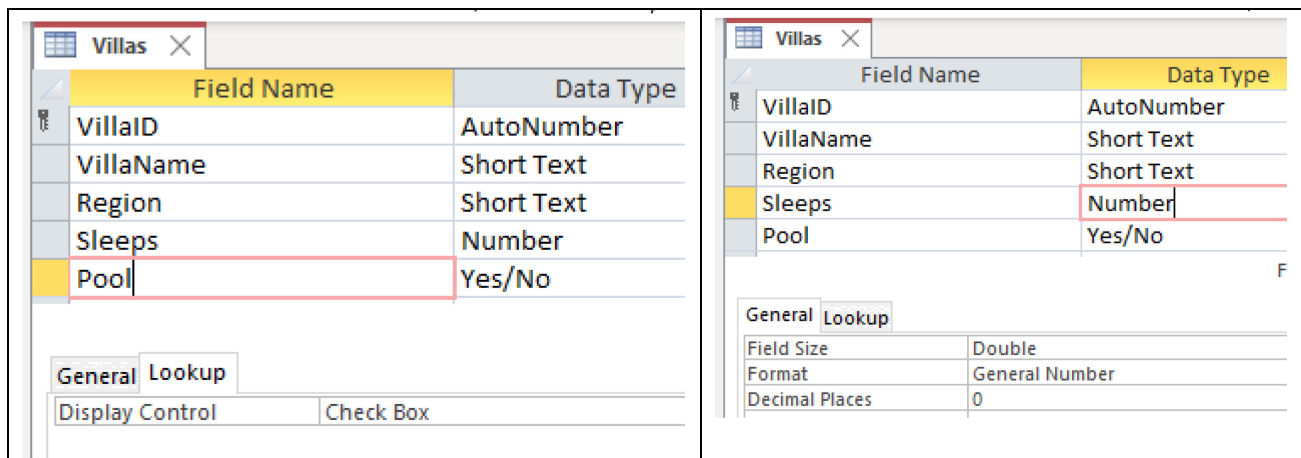 Villas
Field Name Data Type
VillaID AutoNumber
VillaName Short Text
Region Short Text
Sleeps Number
Pool Yes/No
General Lookup
Display Control Check Box
Villas
Field Name Data Type
VillaID AutoNumber
VillaName Short Text
Region Short Text
Sleeps Number
Pool Yes/No
F
General Lookup
Field Size Double
Format General Number
Decimal Places 0